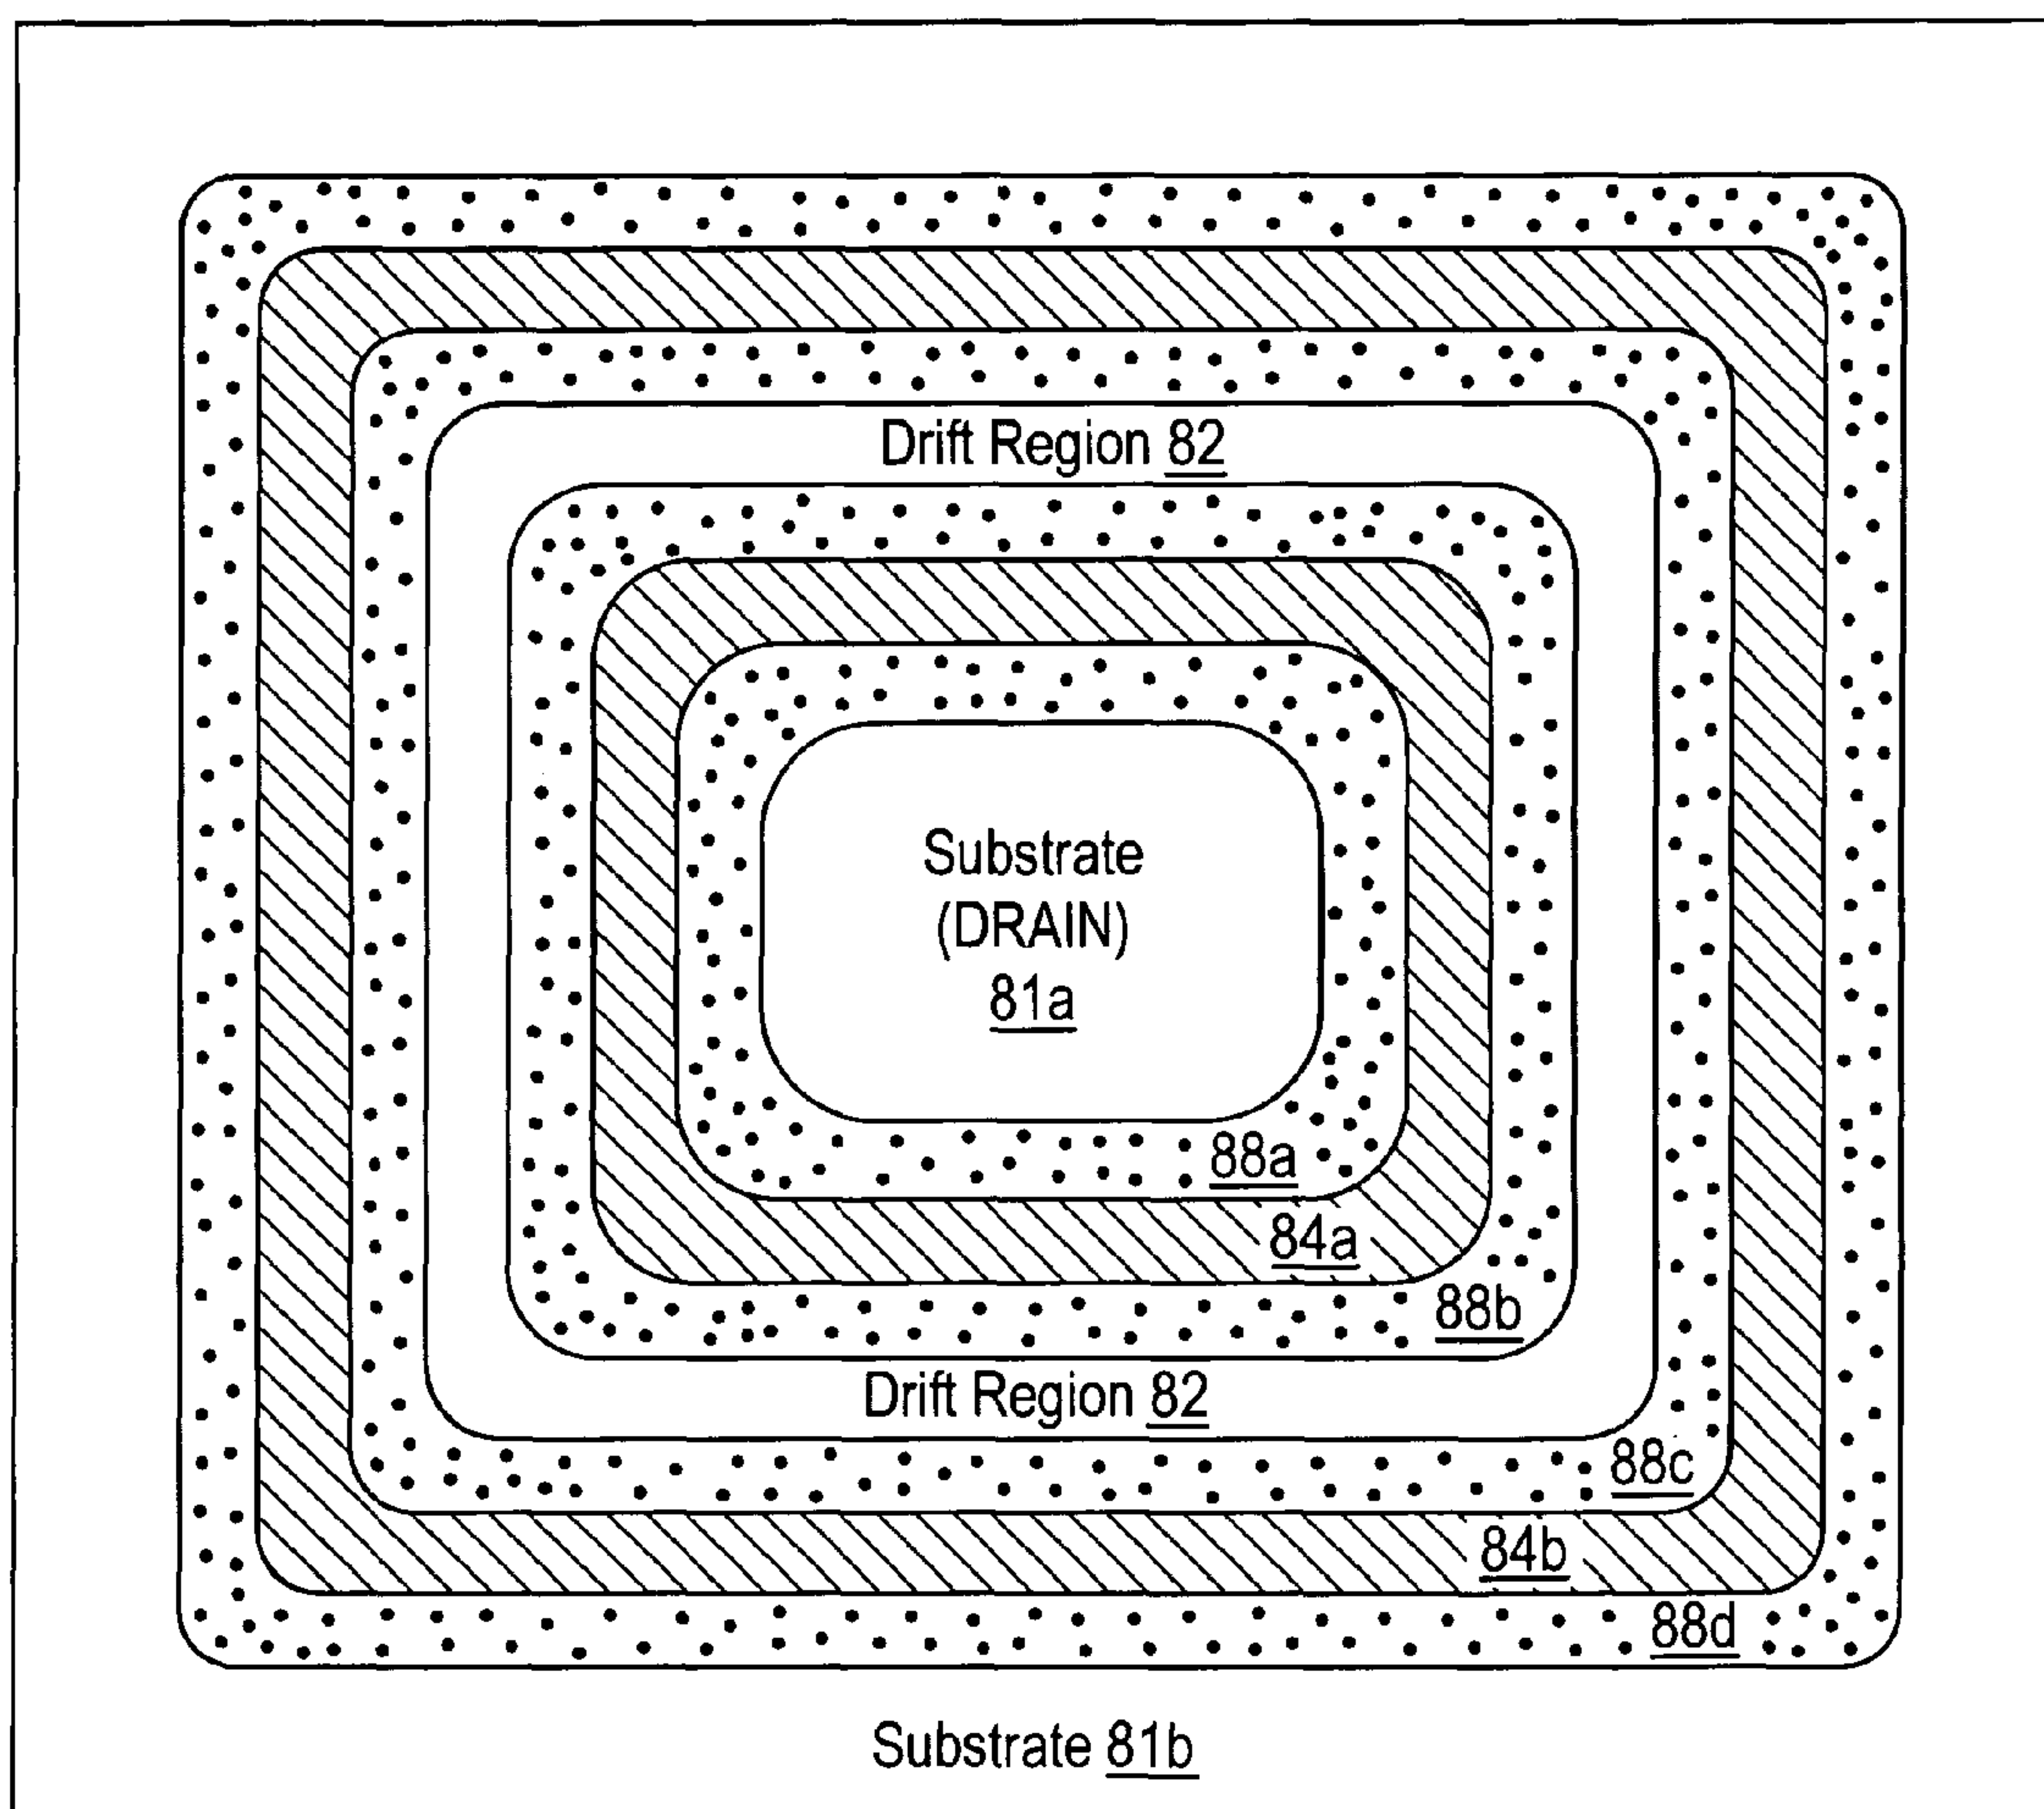 Drift Region 82
Substrate
(DRAIN)
81a
88a
84a
88b
Drift Region 82
88c
84b
88d
Substrate 81b